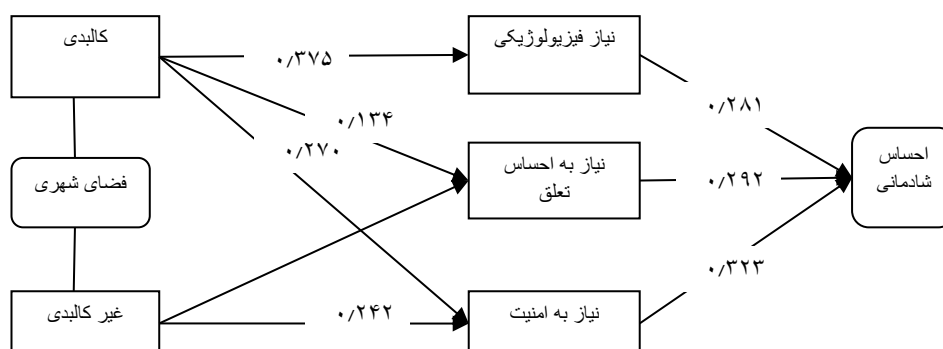 کالبدی
نیاز فیزیولوژیکی
۰/۳۷۵
۰/۲۸۱
۰/۱۳۴
۰/۲۷۰
فضای شهری
نیاز به احساس
تعلق
۰/۲۹۲
احساس
شادمانی
۰/۳۲۳
غیر کالبدی
۰/۲۴۲
نیاز به امنیت